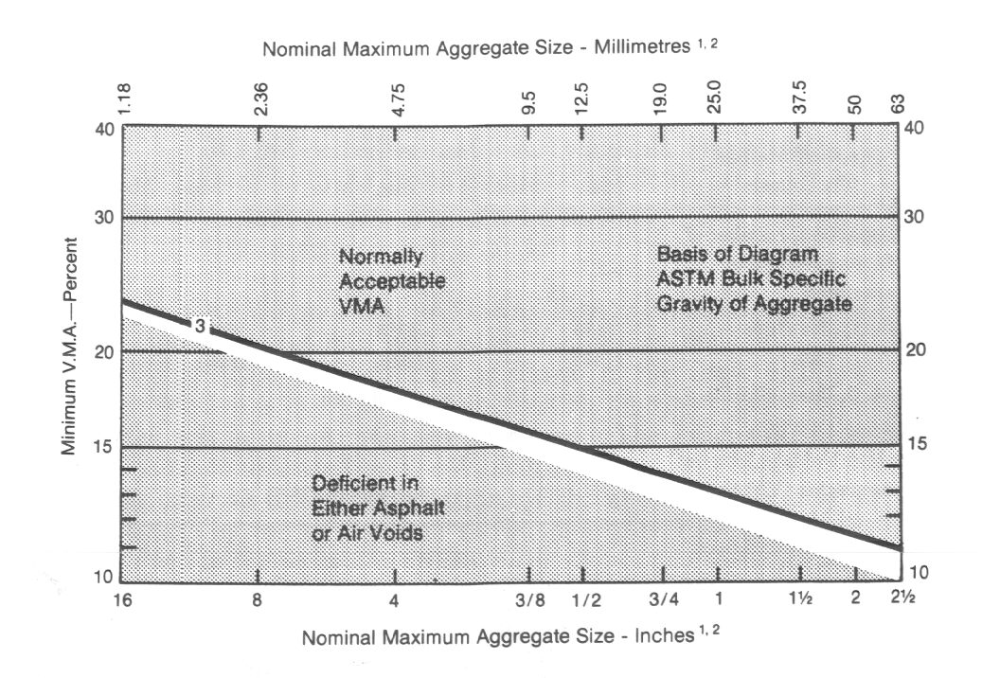 Nominal Maximum Aggregate Size - Millimetres 1, 2
1.18 2.36 4.75 9.5 12.5 19.0 25.0 37.5 50 63
40 40
30 30
Normally
Acceptable
VMA
Basis of Diagram
ASTM Bulk Specific
Gravity of Aggregate
3
20 20
15 15
Deficient in
Either Asphalt
or Air Voids
10 10
Minimum V.M.A.—Percent
16 8 4 3/8 1/2 3/4 1 1½ 2 2½
Nominal Maximum Aggregate Size - Inches 1, 2